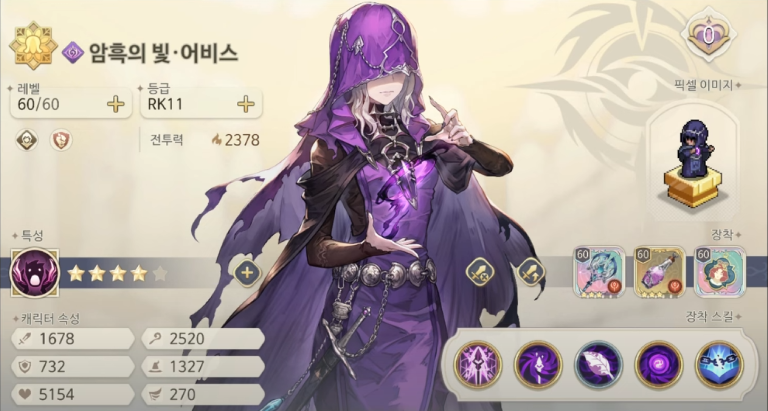 0
암흑의 빛·어비스
레벨
60/60
등급
RK11
전투력 2378
픽셀 이미지
특성
장착
60 60 60
캐릭터 속성
1678 2520
732 1327
5154 270
장착 스킬